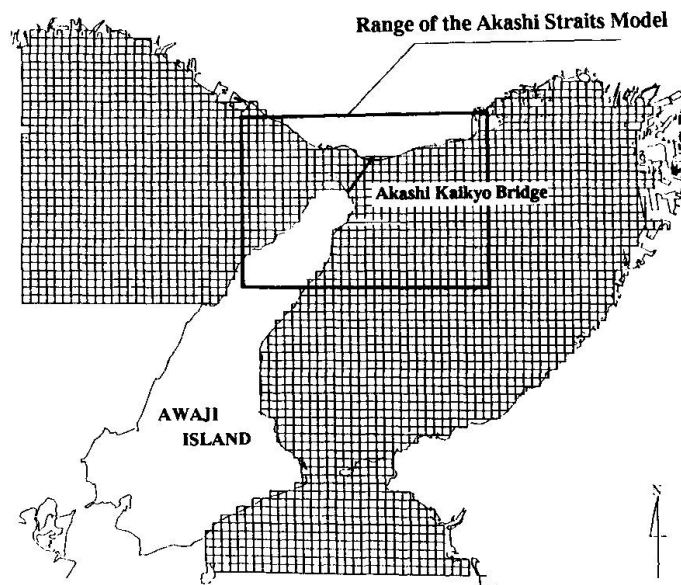 Range of the Akashi Straits Model
Akashi Kaikyo Bridge
AWAJI
ISLAND
N